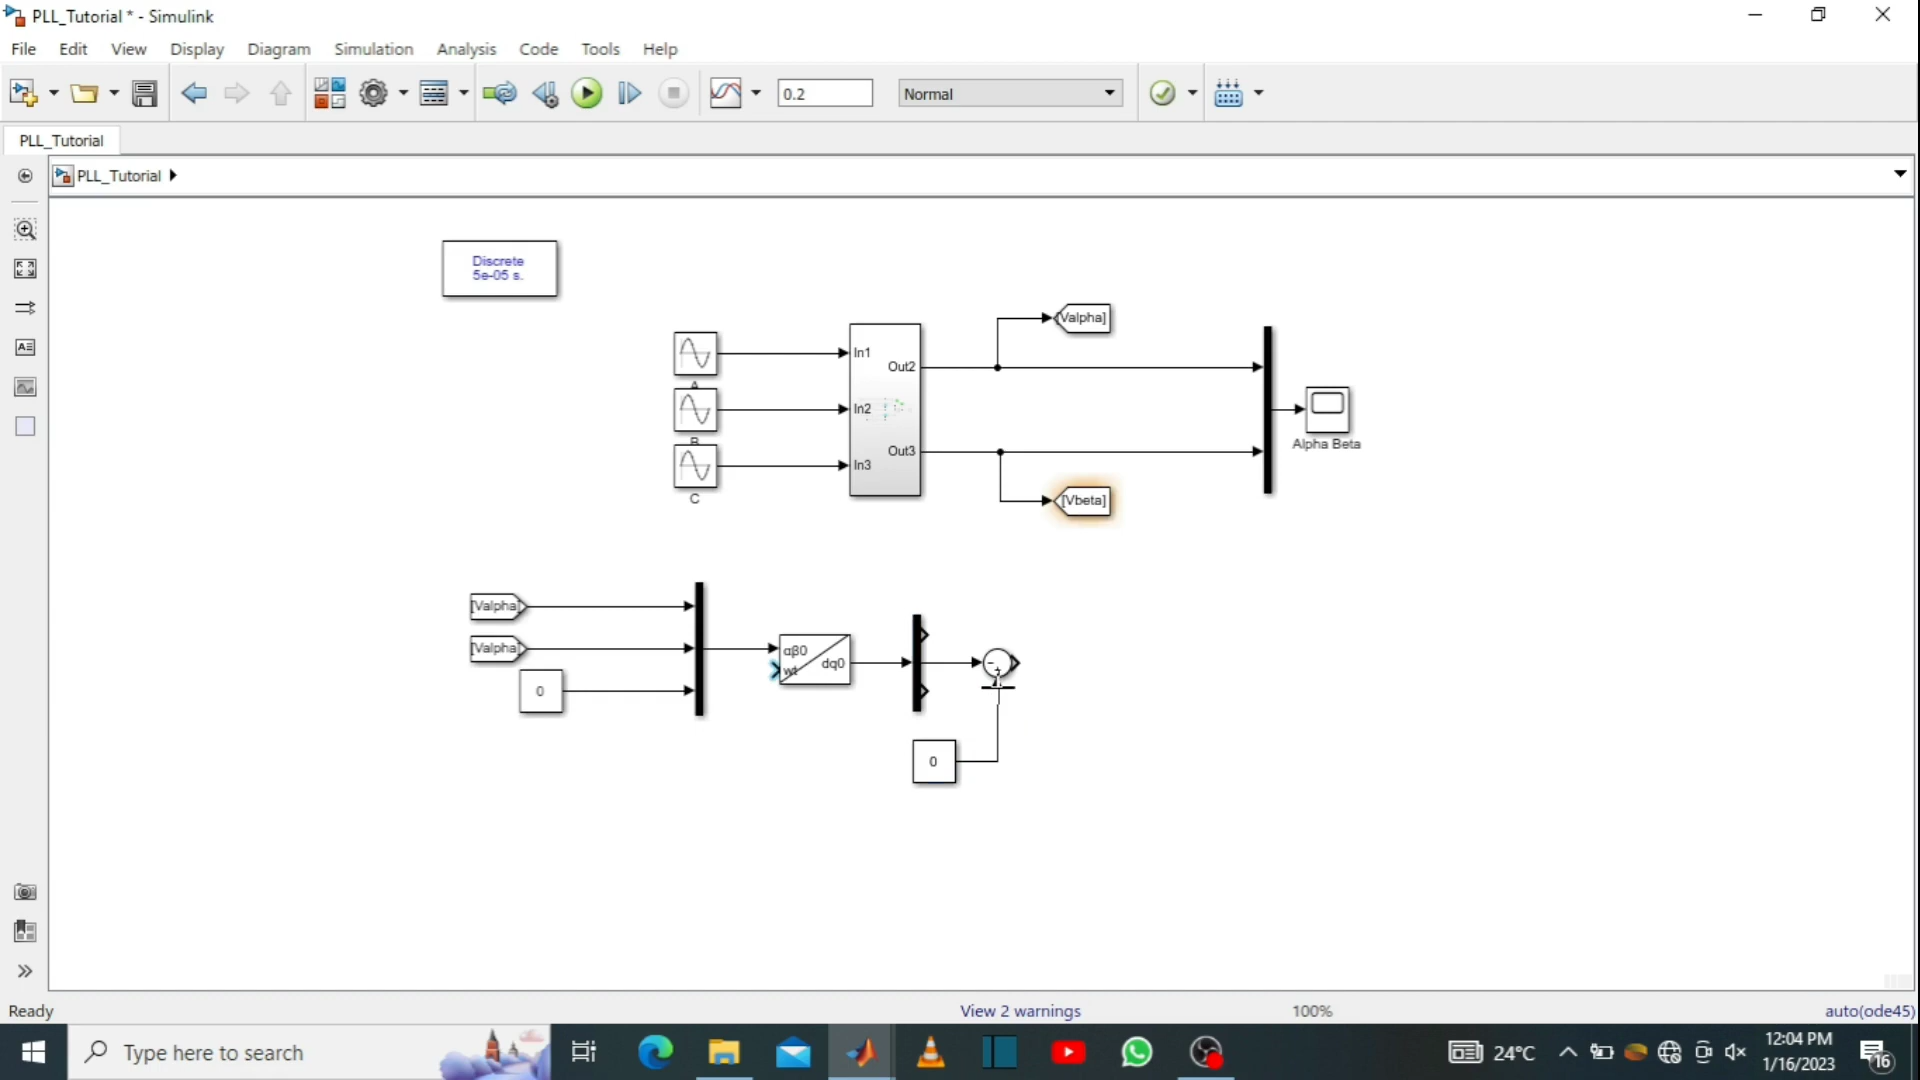 PLL_Tutorial * - Simulink
File Edit View Display Diagram Simulation Analysis Code Tools Help
0.2 Normal
PLL_Tutorial
PLL_Tutorial
Discrete
5e-05 s.
[Valpha]
In1
Out2
A
In2
Alpha Beta
B
Out3
In3
C
[Vbeta]
[Valpha]
[Valpha]
αβ0
wt
dq0
0
0
Ready View 2 warnings 100% auto(ode45)
Type here to search
24°C
12:04 PM
1/16/2023
16